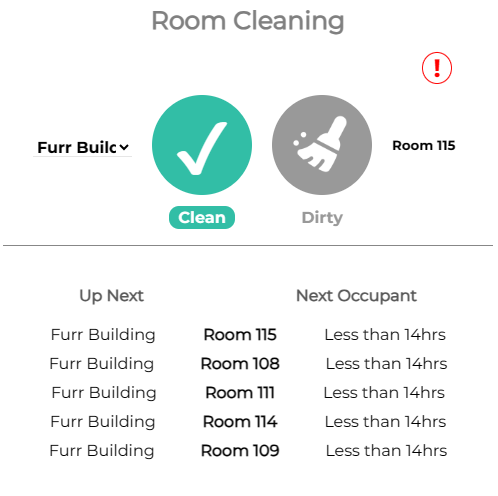 Room Cleaning
!
Furr Builc
Room 115
Clean
Dirty
Up Next Next Occupant
Furr Building Room 115 Less than 14hrs
Furr Building Room 108 Less than 14hrs
Furr Building Room 111 Less than 14hrs
Furr Building Room 114 Less than 14hrs
Furr Building Room 109 Less than 14hrs